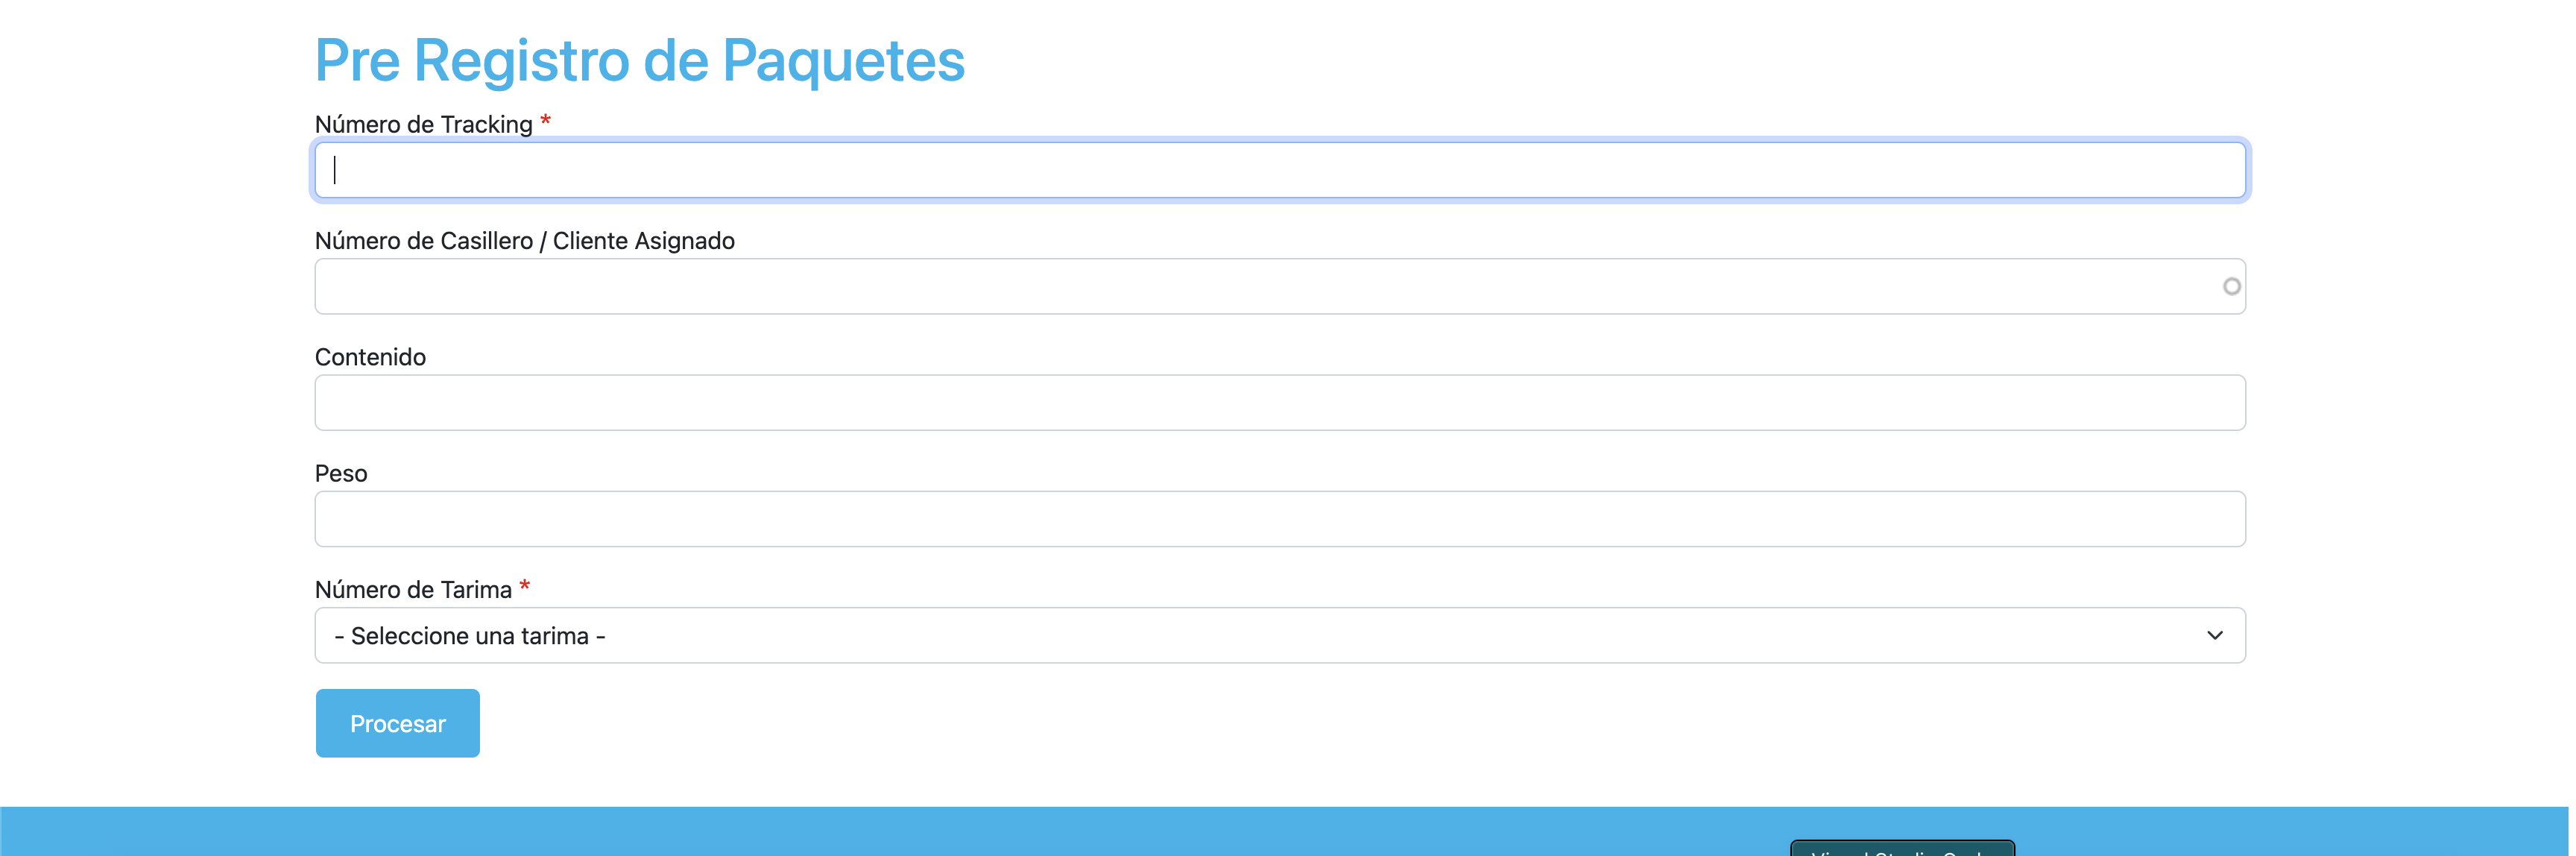 Pre Registro de Paquetes
Número de Tracking *
Número de Casillero / Cliente Asignado
Contenido
Peso
Número de Tarima *
- Seleccione una tarima -
Procesar